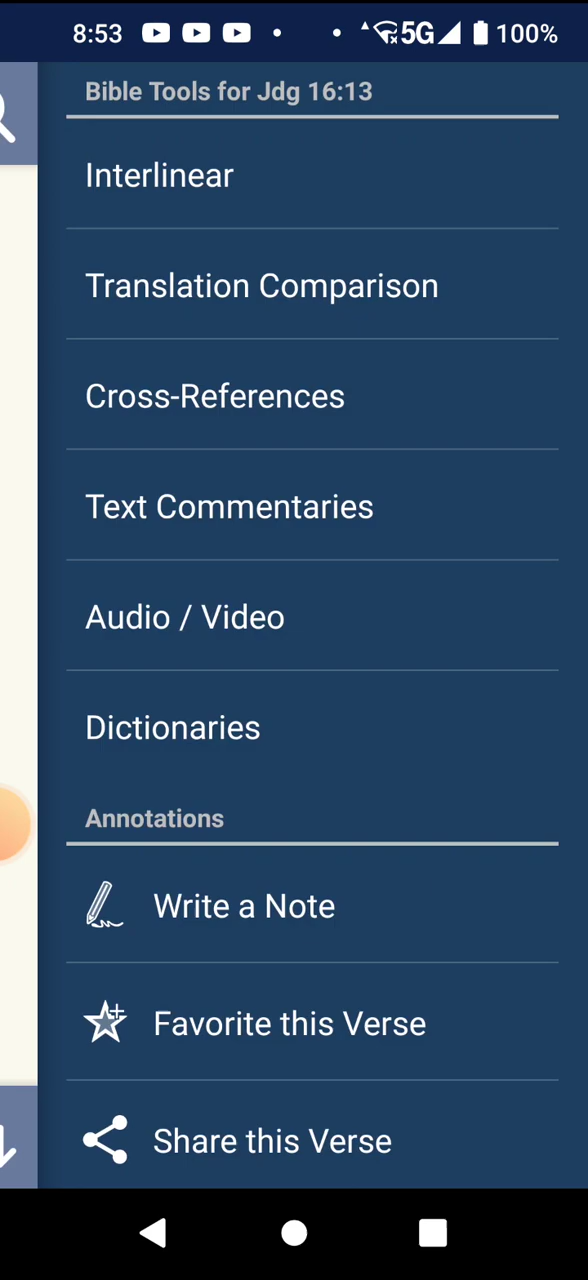 8:53 5G 100%
Bible Tools for Jdg 16:13
Interlinear
Translation Comparison
Cross-References
Text Commentaries
Audio / Video
Dictionaries
Annotations
Write a Note
Favorite this Verse
Share this Verse